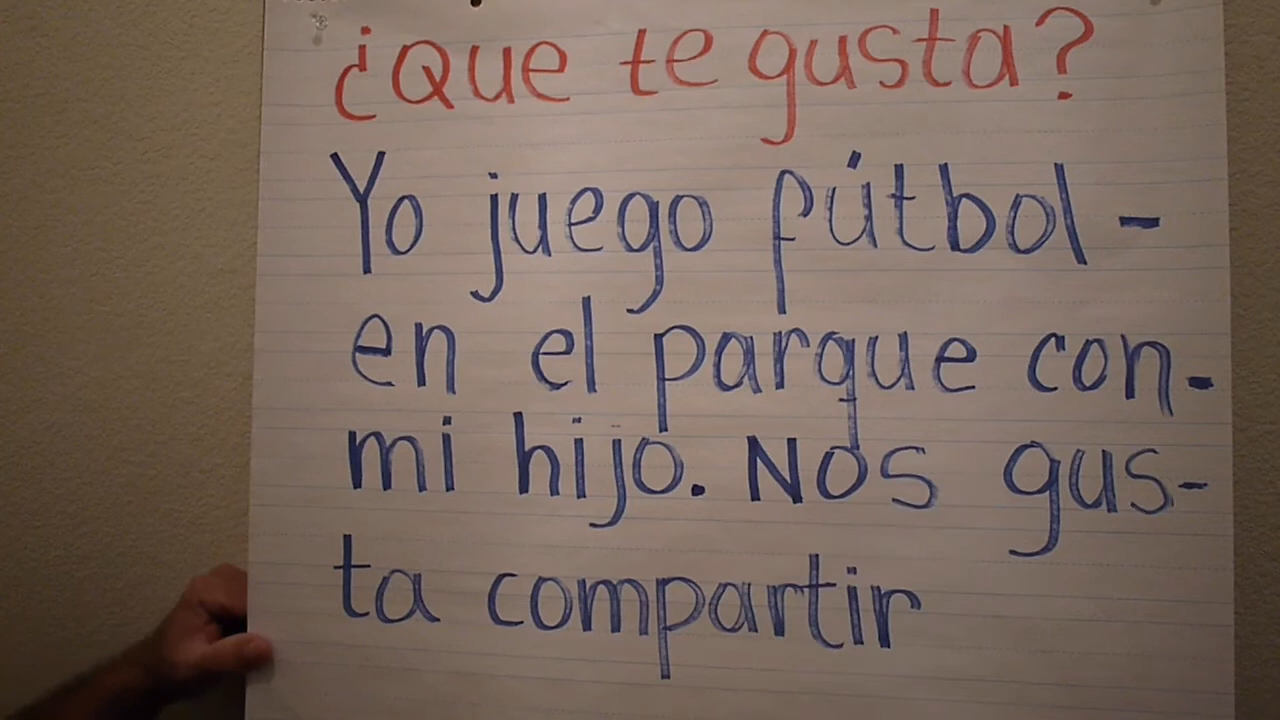 ¿Que te gusta?
Yo juego fútbol -
en el parque con-
mi hijo. Nos gus-
ta compartir